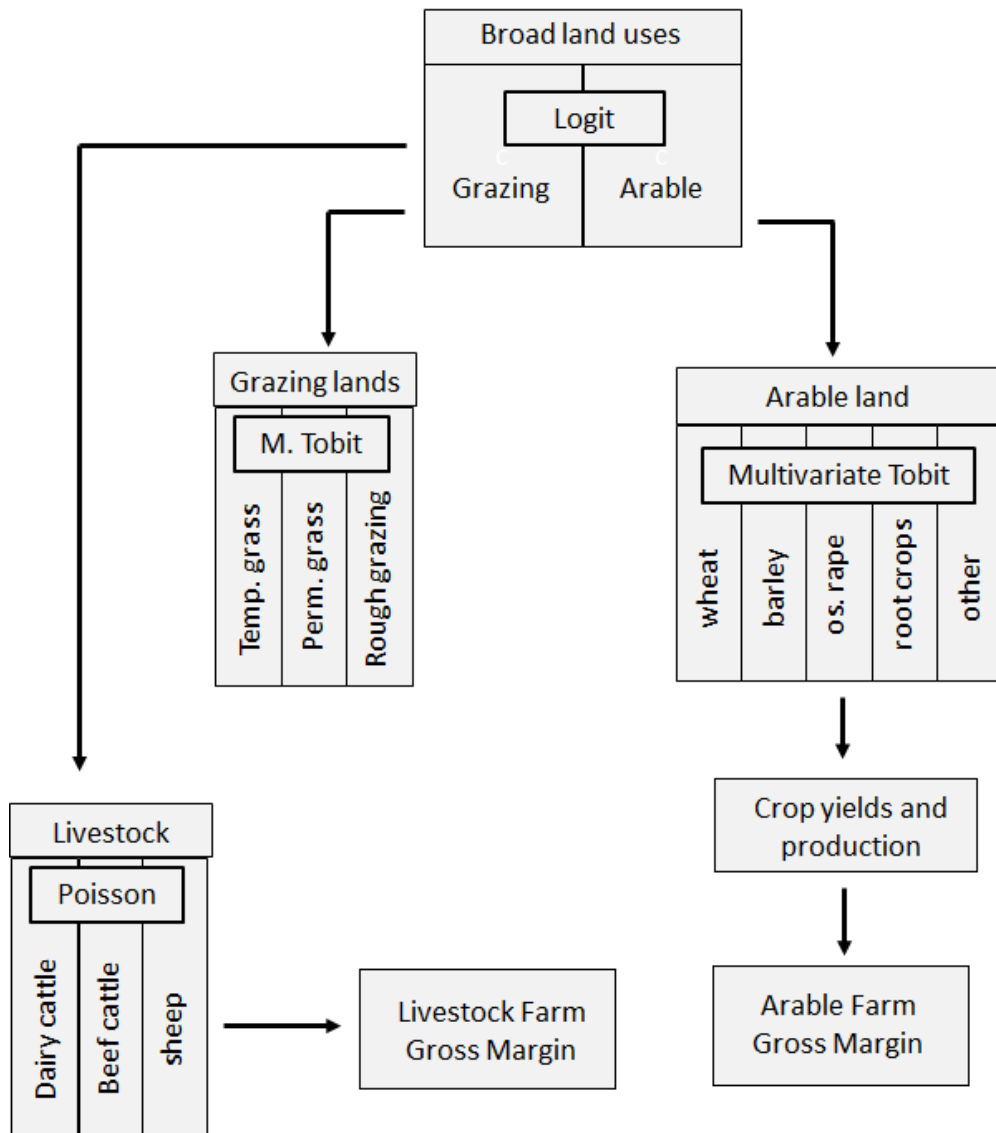 Broad land uses
Logit
C C
Grazing Arable
Grazing lands
M. Tobit
Temp. grass
Perm. grass
Rough grazing
Arable land
Multivariate Tobit
wheat
barley
os. rape
root crops
other
Crop yields and
production
Livestock
Poisson
Dairy cattle
Beef cattle
sheep
Livestock Farm
Gross Margin
Arable Farm
Gross Margin